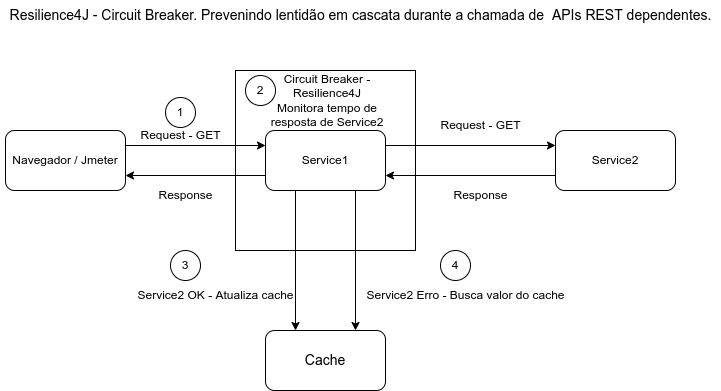 Resilience4J - Circuit Breaker. Prevenindo lentidão em cascata durante a chamada de  APIs REST dependentes.
2
Circuit Breaker -
Resilience4J
Monitora tempo de
resposta de Service2
1
Request - GET
Request - GET
Navegador / Jmeter
Service1
Service2
Response
Response
3
4
Service2 OK - Atualiza cache
Service2 Erro - Busca valor do cache
Cache